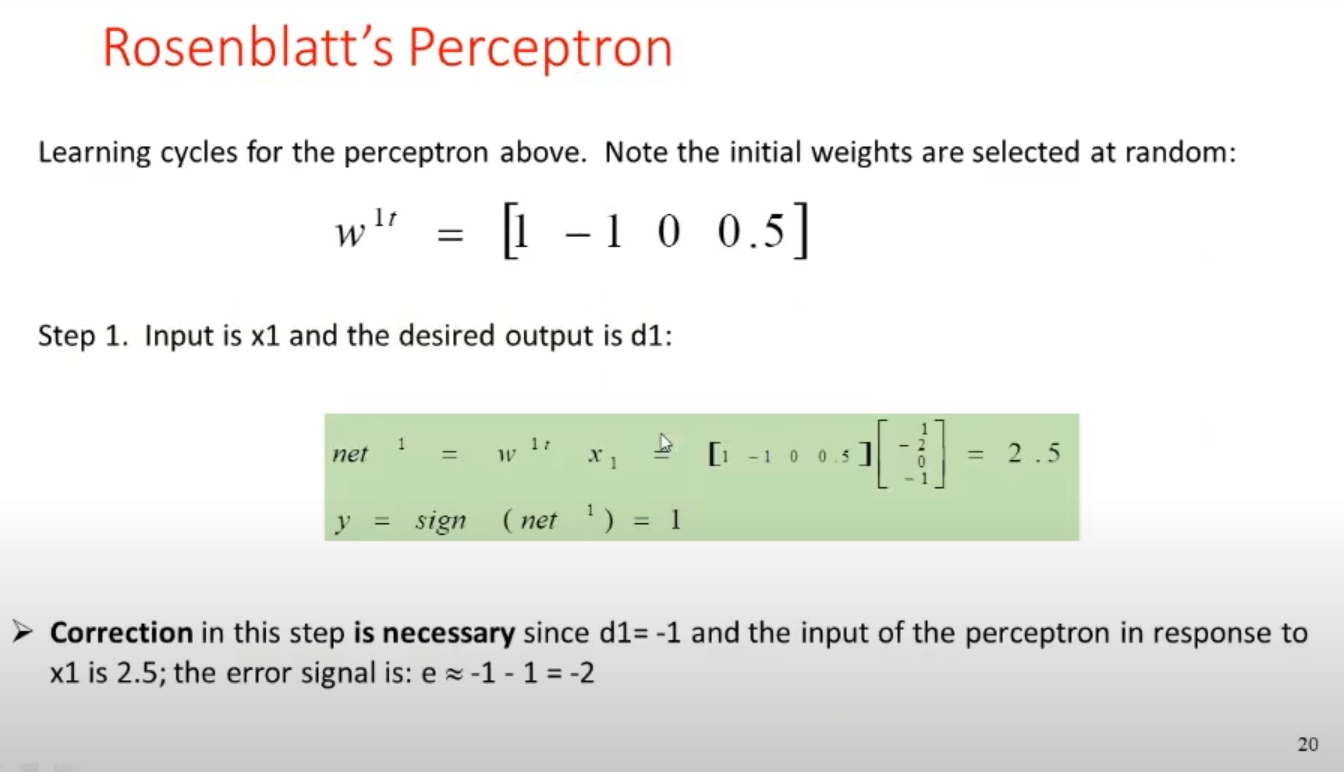 Rosenblatt's Perceptron
Learning cycles for the perceptron above. Note the initial weights are selected at random:
w^{1t} = [1 −1 0 0.5]
Step 1. Input is x1 and the desired output is d1:
net^1 = w^{1t} x_1 = [1 −1 0 0.5] [1 −2 0 −1] = 2.5
y = sign (net^1) = 1
➢ Correction in this step is necessary since d1= -1 and the input of the perceptron in response to
x1 is 2.5; the error signal is: e ≈ -1 - 1 = -2
20